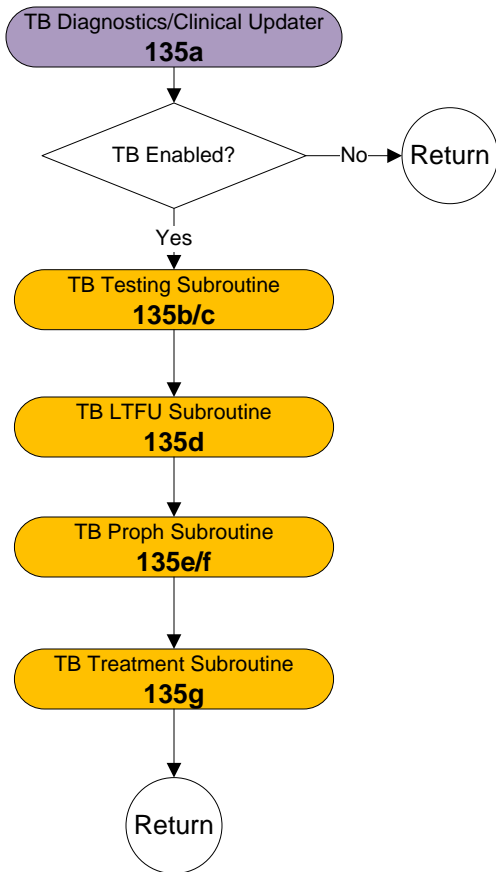 TB Diagnostics/Clinical Updater
135a
TB Enabled?
No
Return
Yes
TB Testing Subroutine
135b/c
TB LTFU Subroutine
135d
TB Proph Subroutine
135e/f
TB Treatment Subroutine
135g
Return